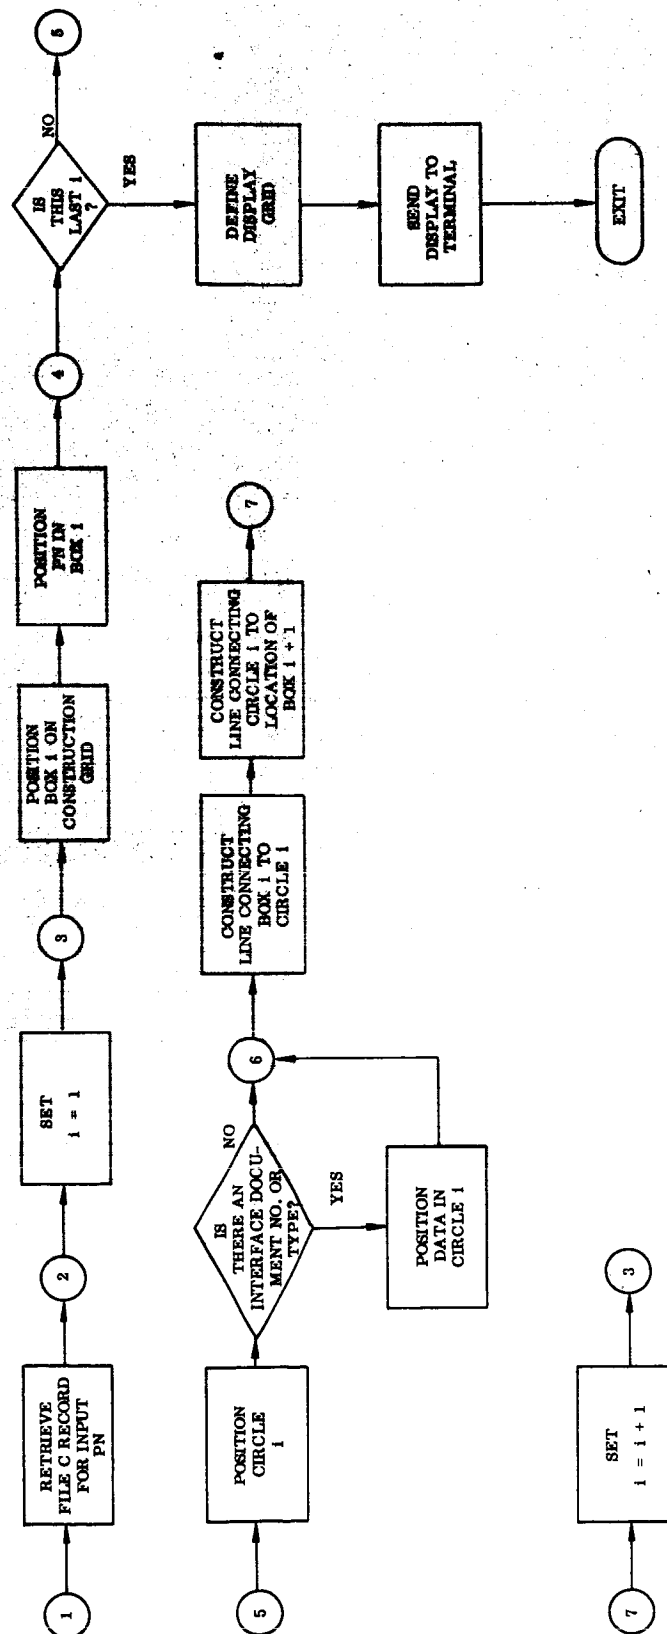 1
RETRIEVE
FILE C RECORD
FOR INPUT
PN
2
SET
i = 1
3
POSITION
BOX i ON
CONSTRUCTION
GRID
POSITION
PN IN
BOX i
4
IS
THIS
LAST i
?
NO
5
YES
DEFINE
DISPLAY
GRID
SEND
DISPLAY TO
TERMINAL
EXIT
5
POSITION
CIRCLE
i
IS
THERE AN
INTERFACE DOCU-
MENT NO. OR
TYPE?
NO
6
YES
POSITION
DATA IN
CIRCLE i
CONSTRUCT
LINE CONNECTING
BOX i TO
CIRCLE i
CONSTRUCT
LINE CONNECTING
CIRCLE i TO
LOCATION OF
BOX i + 1
7
7
SET
i = i + 1
3